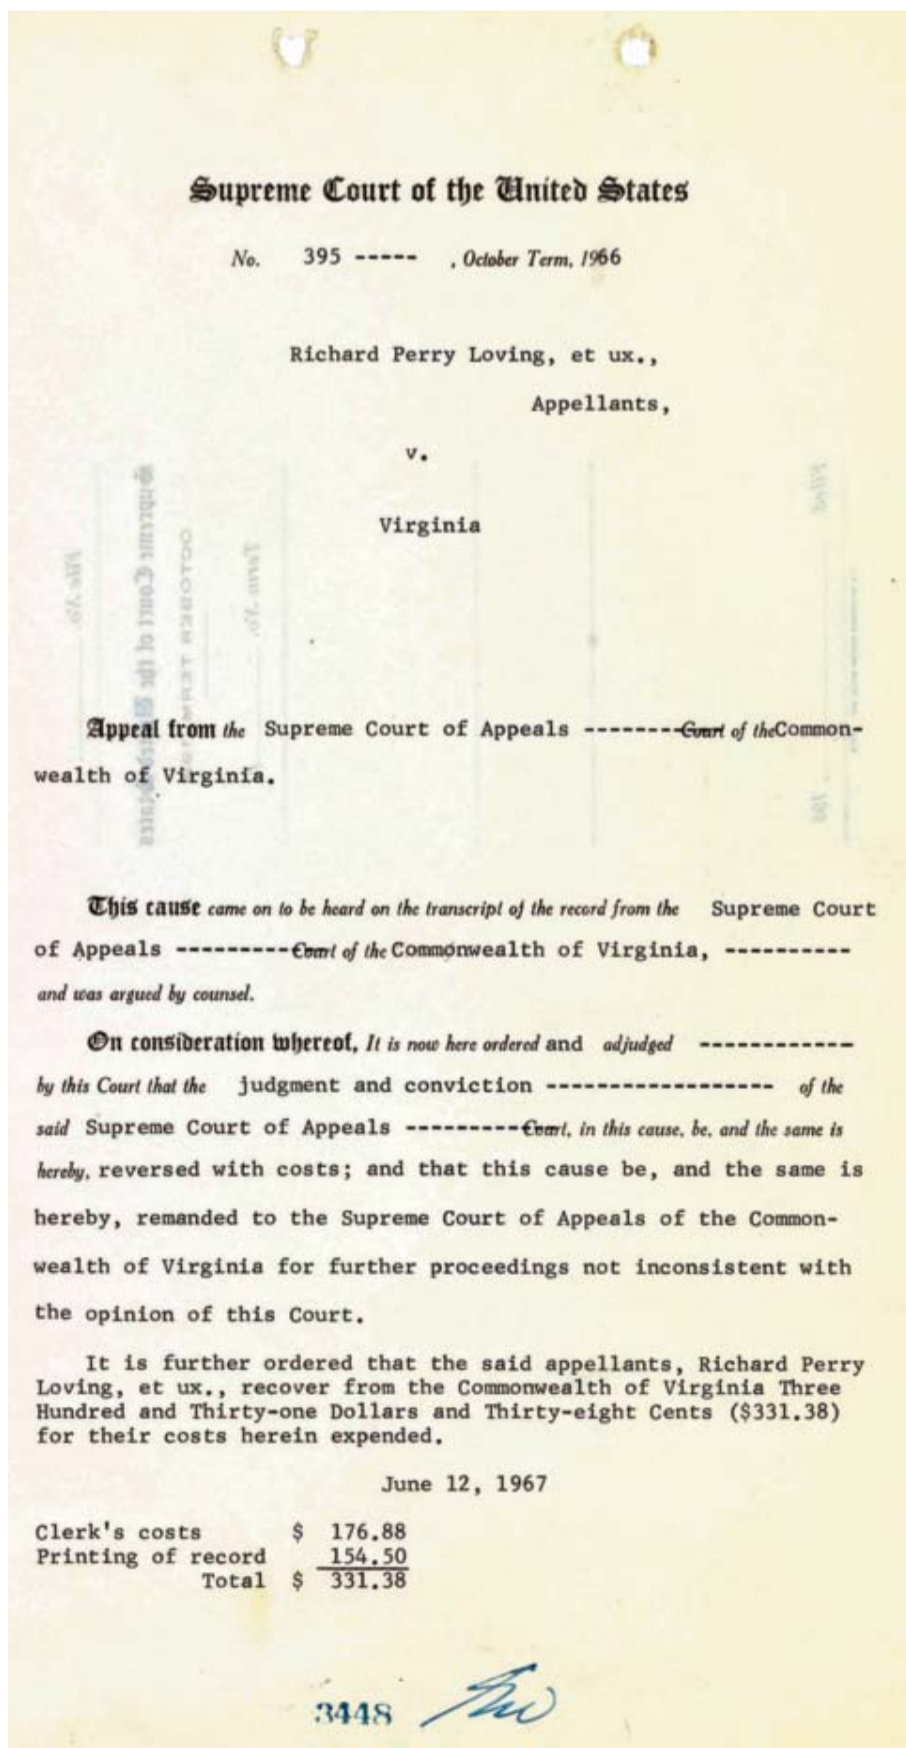 Supreme Court of the United States
No. 395 ----- , October Term, 1966
Richard Perry Loving, et ux.,
Appellants,
v.
Virginia
Appeal from the Supreme Court of Appeals --------Court of theCommon-
wealth of Virginia.
This cause came on to be heard on the transcript of the record from the Supreme Court
of Appeals ---------Court of the Commonwealth of Virginia, ----------
and was argued by counsel.
On consideration whereof, It is now here ordered and adjudged ------------
by this Court that the judgment and conviction ------------------ of the
said Supreme Court of Appeals ---------Court, in this cause, be, and the same is
hereby, reversed with costs; and that this cause be, and the same is
hereby, remanded to the Supreme Court of Appeals of the Common-
wealth of Virginia for further proceedings not inconsistent with
the opinion of this Court.
It is further ordered that the said appellants, Richard Perry
Loving, et ux., recover from the Commonwealth of Virginia Three
Hundred and Thirty-one Dollars and Thirty-eight Cents ($331.38)
for their costs herein expended.
June 12, 1967
Clerk's costs $ 176.88
Printing of record 154.50
Total $ 331.38
3448